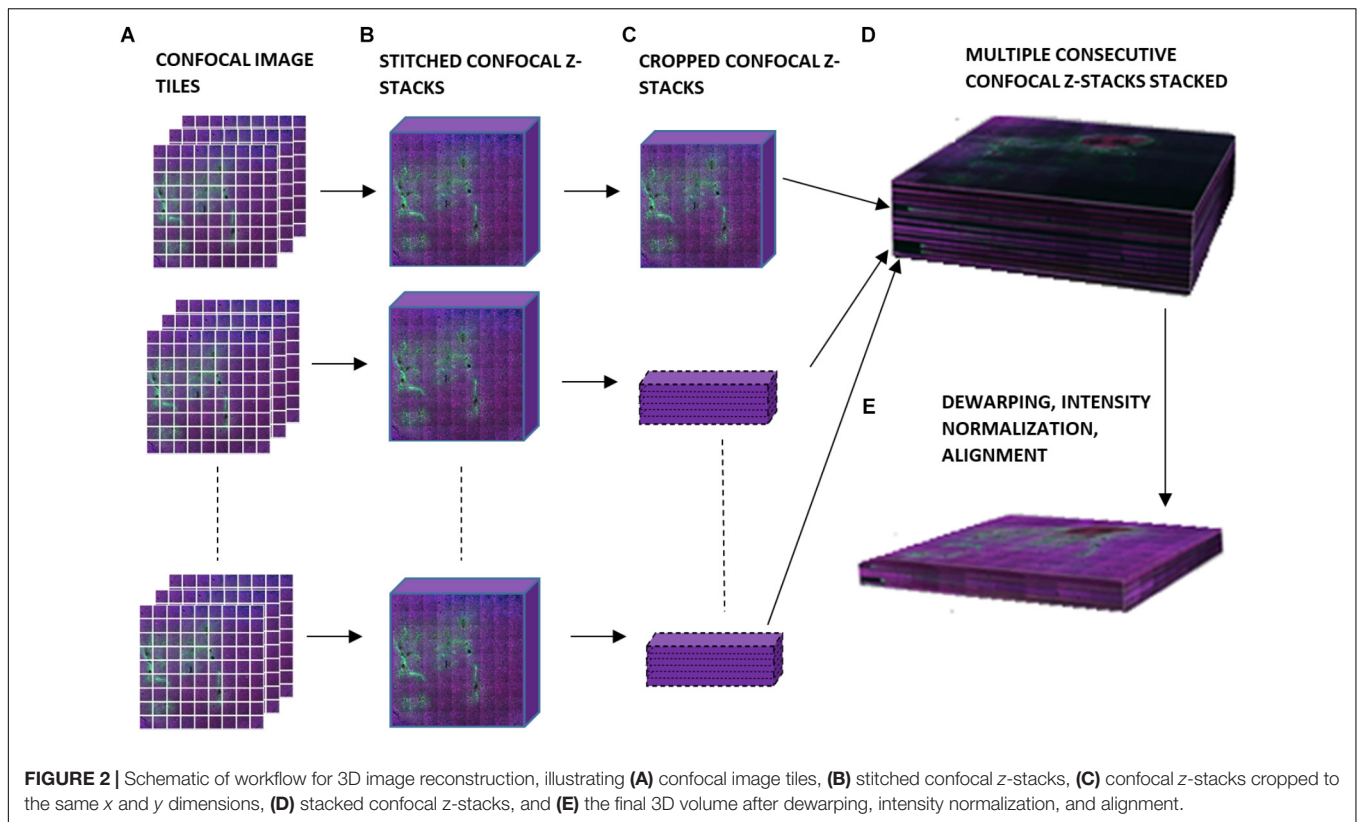 A
CONFOCAL IMAGE
TILES
B
STITCHED CONFOCAL Z-
STACKS
C
CROPPED CONFOCAL Z-
STACKS
D
MULTIPLE CONSECUTIVE
CONFOCAL Z-STACKS STACKED
E
DEWARPING, INTENSITY
NORMALIZATION,
ALIGNMENT
FIGURE 2 | Schematic of workflow for 3D image reconstruction, illustrating (A) confocal image tiles, (B) stitched confocal z-stacks, (C) confocal z-stacks cropped to
the same x and y dimensions, (D) stacked confocal z-stacks, and (E) the final 3D volume after dewarping, intensity normalization, and alignment.